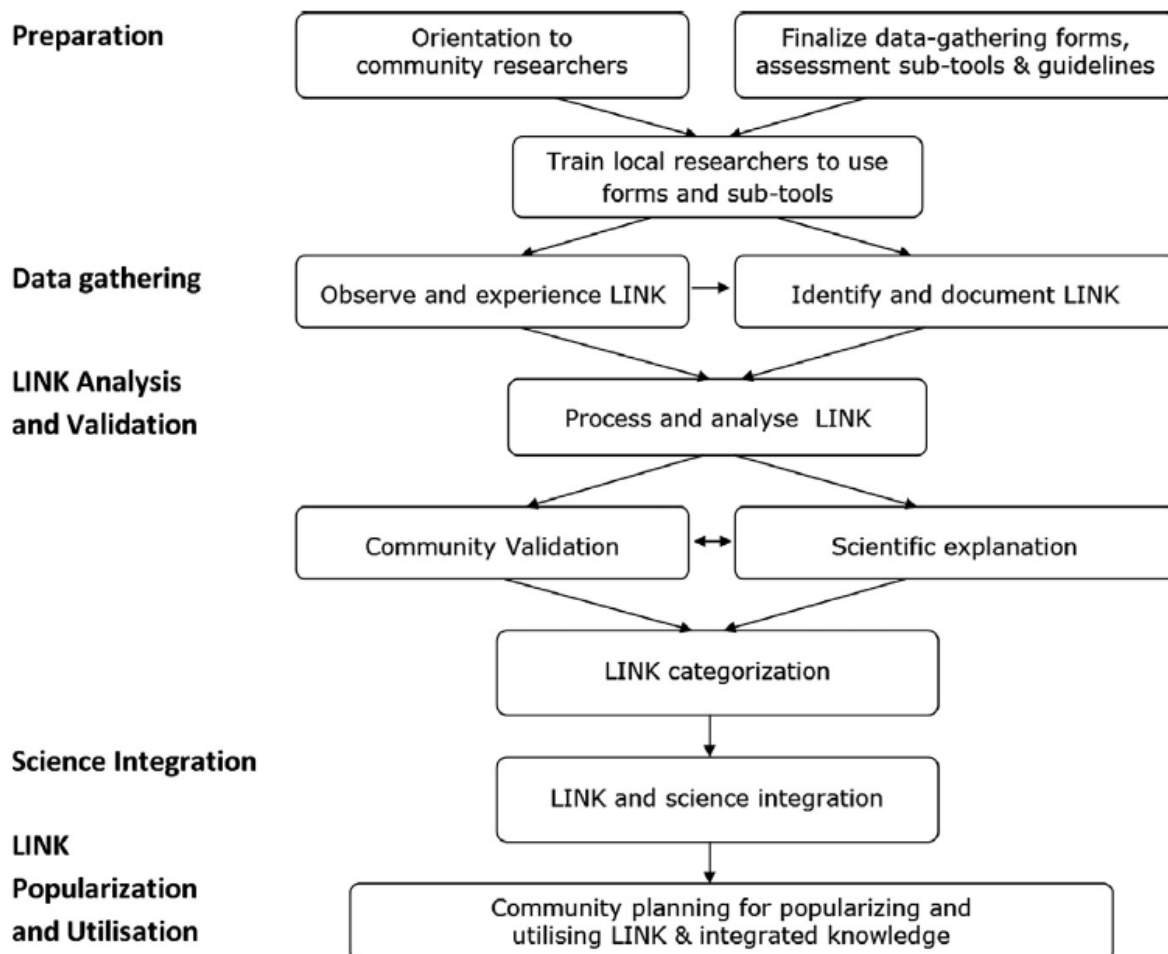 Preparation
Orientation to
community researchers
Finalize data-gathering forms,
assessment sub-tools & guidelines
Train local researchers to use
forms and sub-tools
Data gathering
Observe and experience LINK
Identify and document LINK
LINK Analysis
and Validation
Process and analyse LINK
Community Validation
Scientific explanation
LINK categorization
Science Integration
LINK and science integration
LINK
Popularization
and Utilisation
Community planning for popularizing and
utilising LINK & integrated knowledge